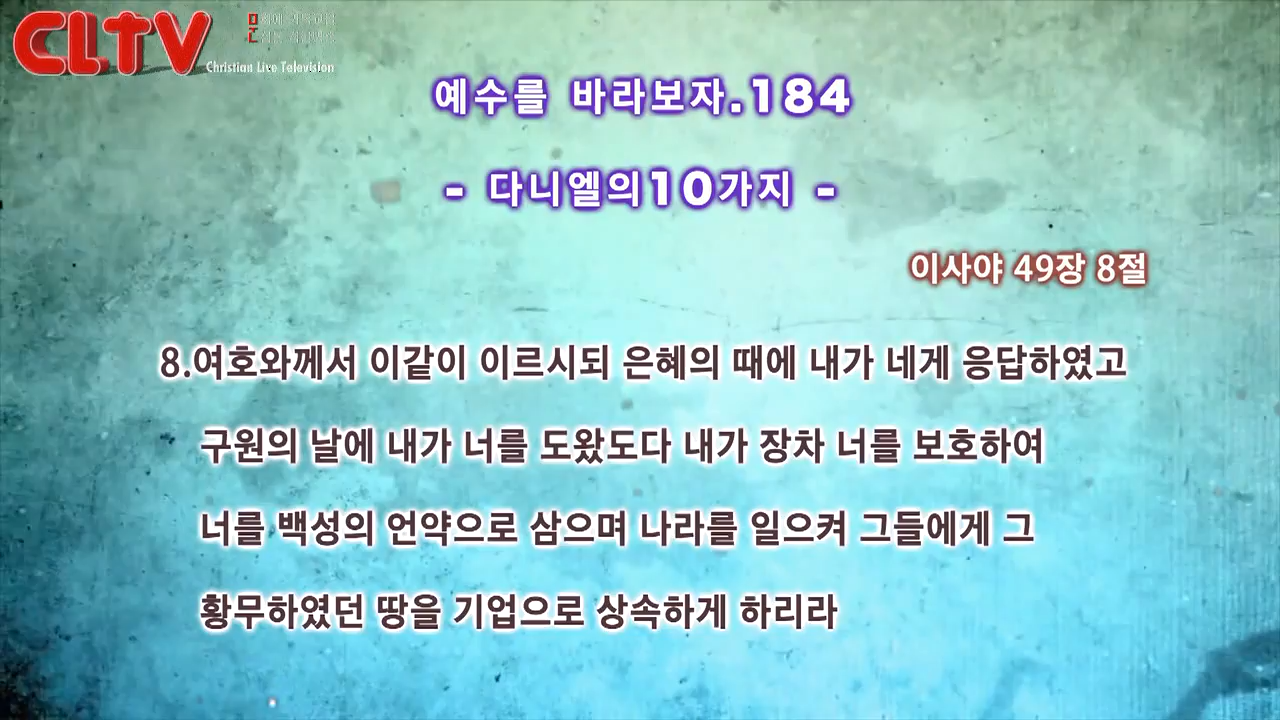 CLTV
Christian Live Television
예수를 바라보자.184
- 다니엘의10가지 -
이사야 49장 8절
8.여호와께서 이같이 이르시되 은혜의 때에 내가 네게 응답하였고
구원의 날에 내가 너를 도왔도다 내가 장차 너를 보호하여
너를 백성의 언약으로 삼으며 나라를 일으켜 그들에게 그
황무하였던 땅을 기업으로 상속하게 하리라